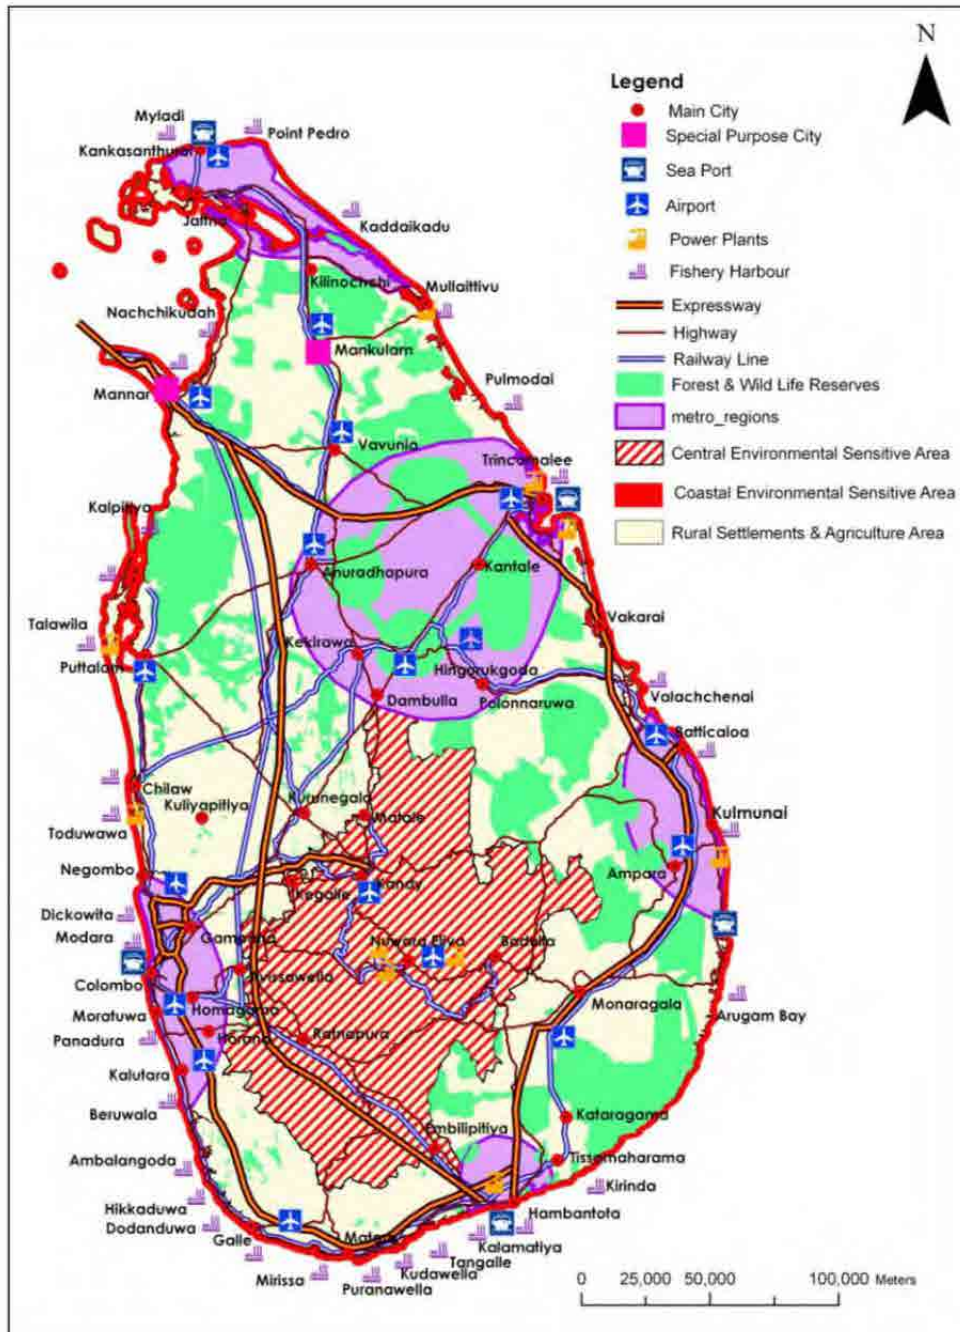 N
Legend
Main City
Special Purpose City
Sea Port
Airport
Power Plants
Fishery Harbour
Expressway
Highway
Railway Line
Forest & Wild Life Reserves
metro_regions
Central Environmental Sensitive Area
Coastal Environmental Sensitive Area
Rural Settlements & Agriculture Area
Myladi
Point Pedro
Kankasanthurai
Jaffna
Kaddaikadu
Kilinochchi
Mullaittivu
Nachchikudah
Mankulam
Mannar
Pulmodai
Vavunia
Trincomalee
Kalpitiya
Anuradhapura
Kantale
Talawila
Vakarai
Kekirawa
Puttalam
Hingurukgoda
Dambulla
Polonnaruwa
Valachchenai
Batticaloa
Chilaw
Kuliyapitiya
Kurunegala
Matale
Kulmunai
Toduwawa
Negombo
Kegalle
Kandy
Ampara
Dickowita
Modara
Gampaha
Nuwara Eliya
Badulla
Colombo
Avissawella
Monaragala
Moratuwa
Homagama
Arugam Bay
Panadura
Horana
Ratnapura
Kalutara
Beruwala
Kataragama
Embilipitiya
Ambalangoda
Tissamaharama
Kirinda
Hikkaduwa
Dodanduwa
Hambantota
Galle
Matara
Kalamatiya
Tangalle
Kudawella
Mirissa
Puranawella
0 25,000 50,000 100,000 Meters